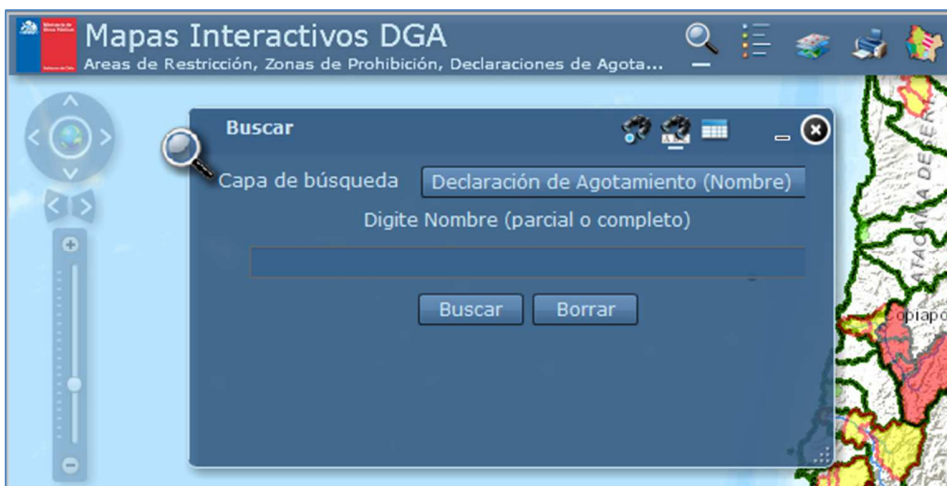 Mapas Interactivos DGA
Areas de Restricción, Zonas de Prohibición, Declaraciones de Agota...
Buscar
Capa de búsqueda
Declaración de Agotamiento (Nombre)
Digite Nombre (parcial o completo)
Buscar
Borrar
Copiapo